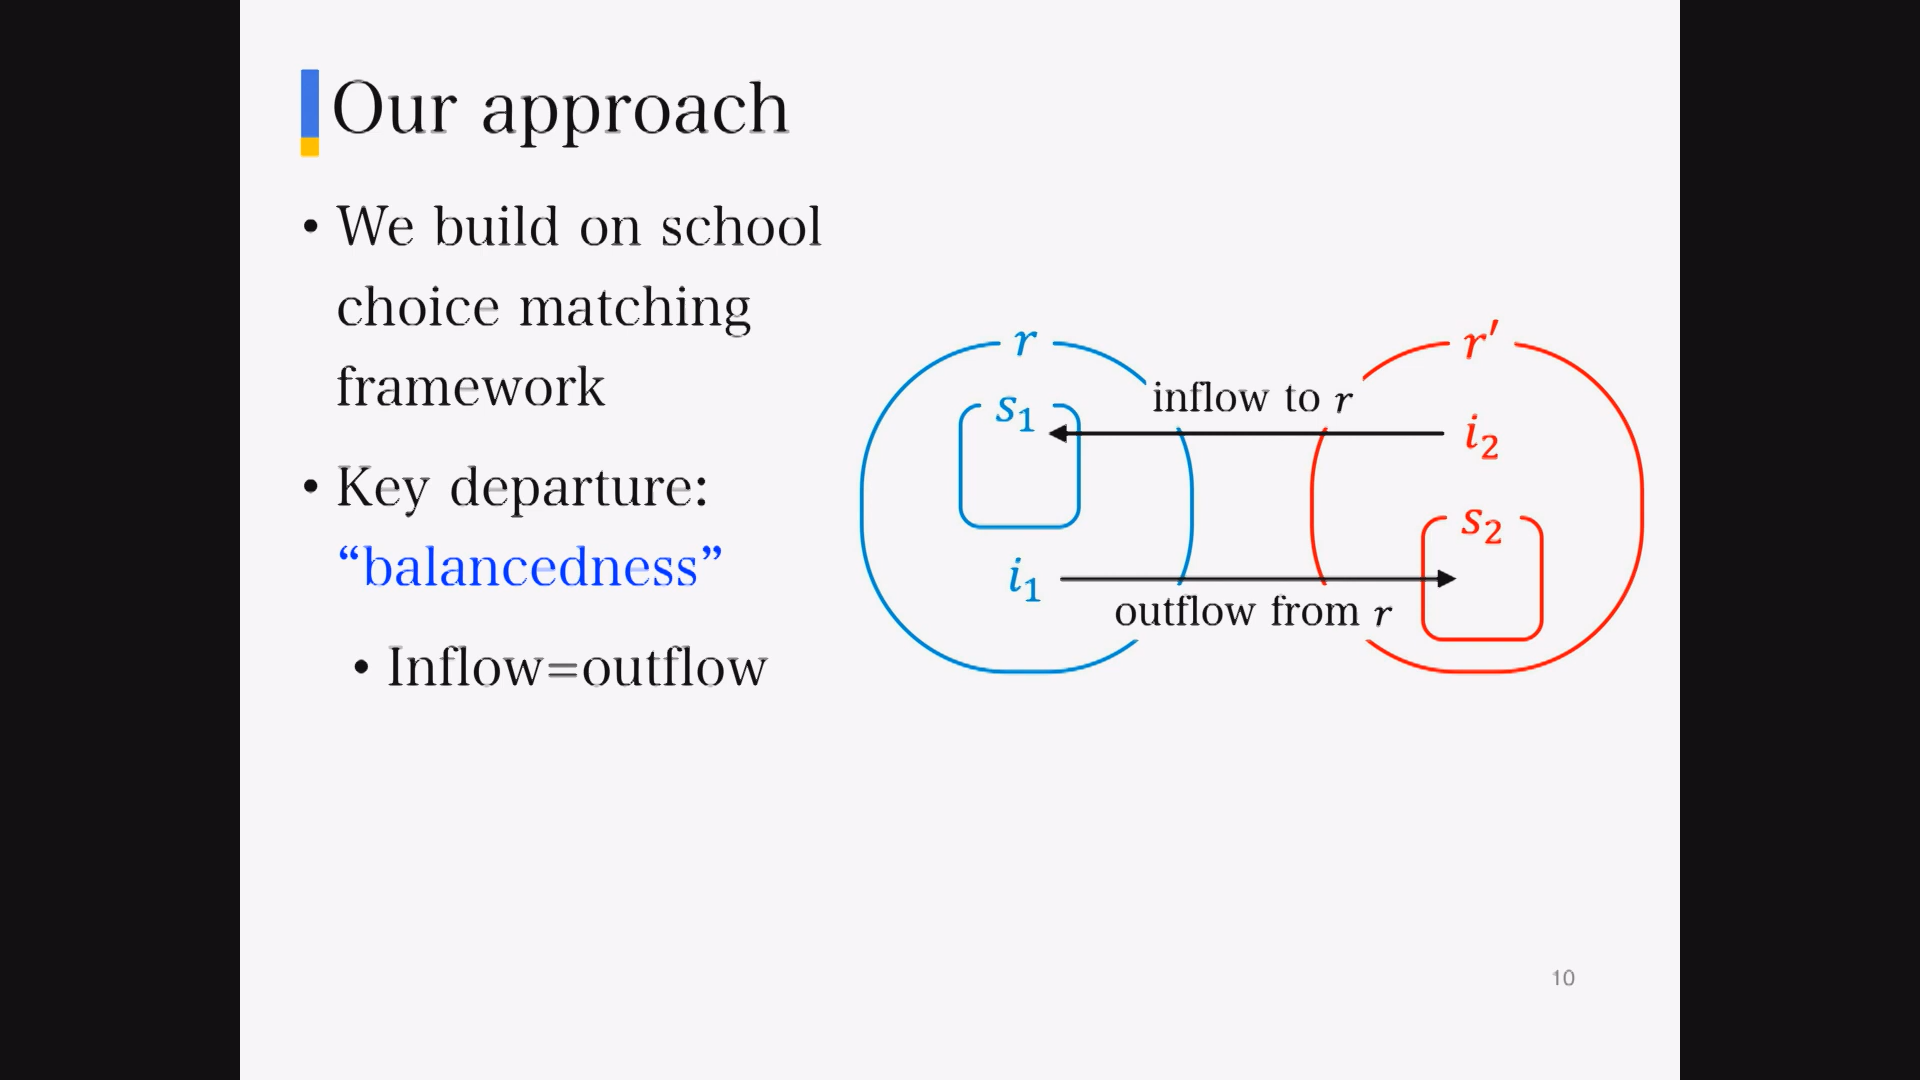 Our approach
• We build on school
choice matching
framework
• Key departure:
“balancedness”
• Inflow=outflow
r
r′
s₁
inflow to r
i₂
s₂
i₁
outflow from r
10